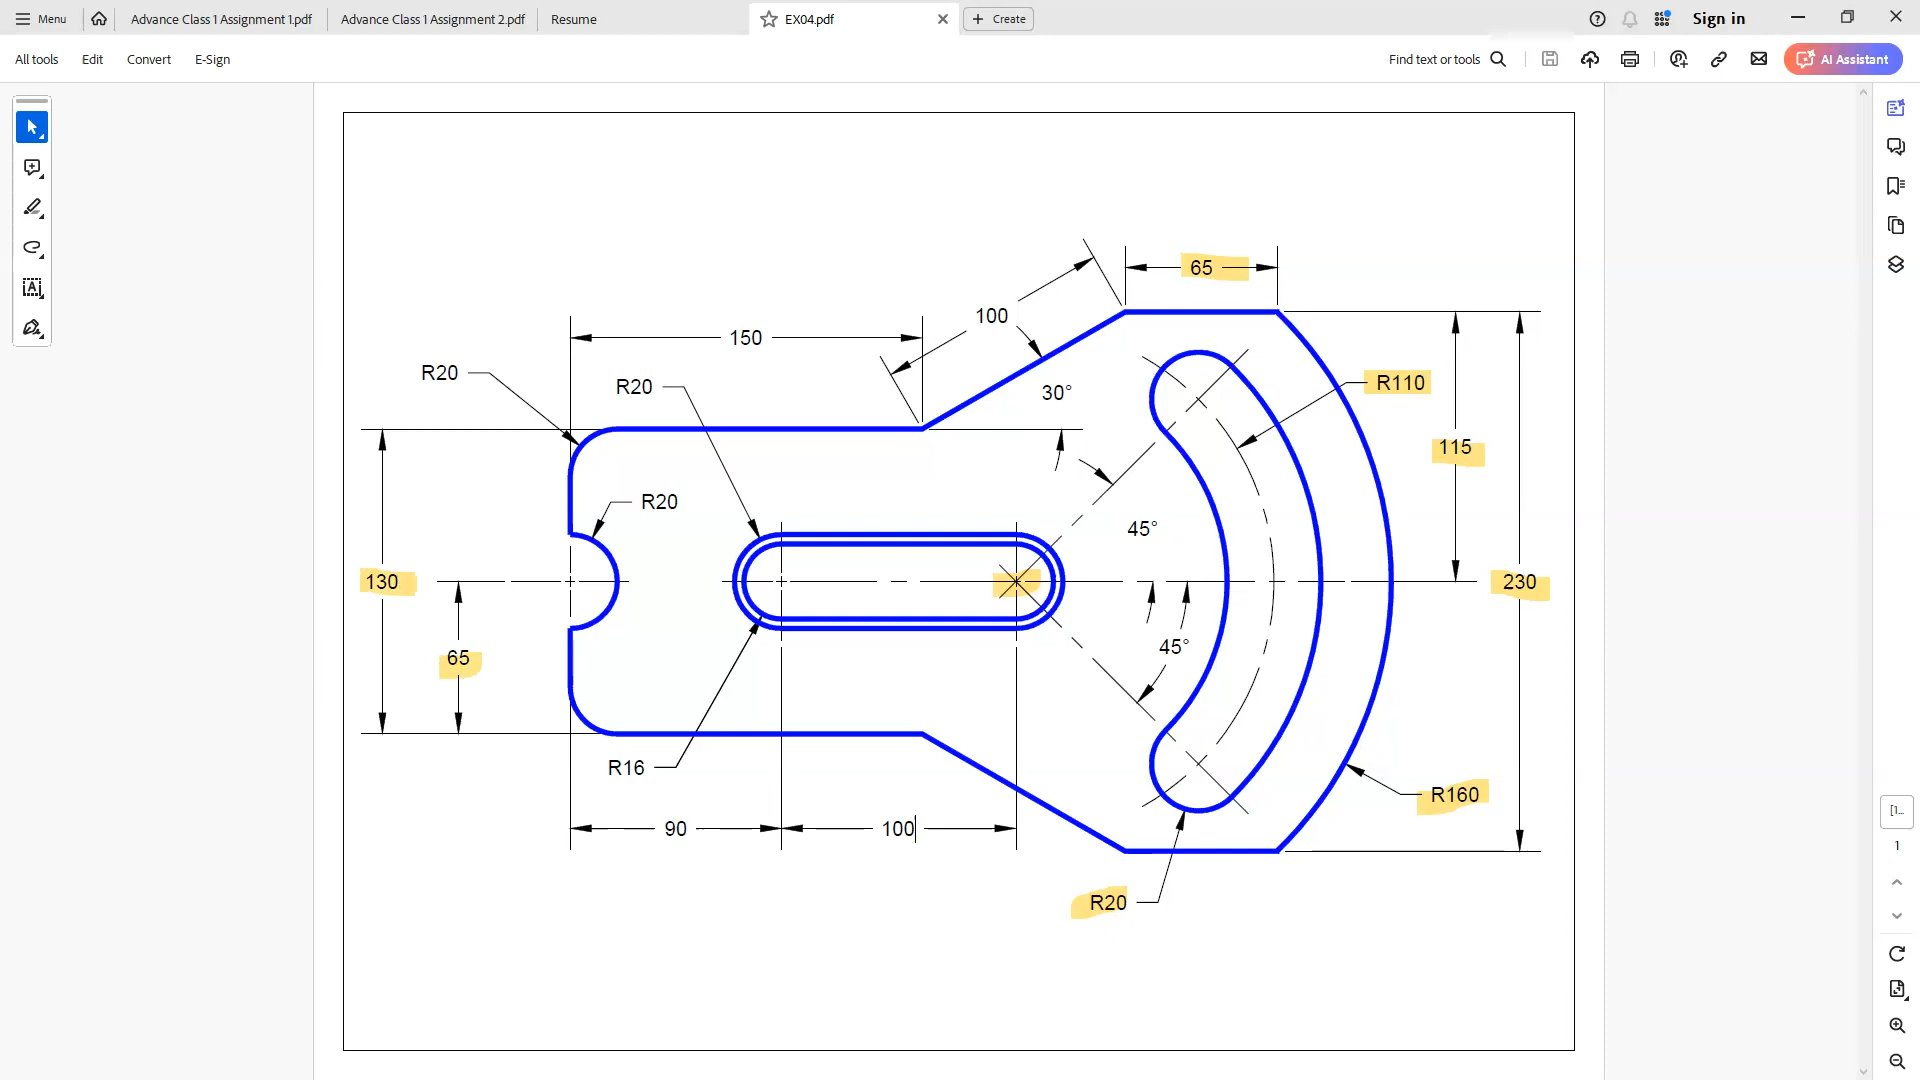 Menu
Advance Class 1 Assignment 1.pdf
Advance Class 1 Assignment 2.pdf
Resume
EX04.pdf
Create
Sign in
All tools
Edit
Convert
E-Sign
Find text or tools
AI Assistant
65
100
150
R20
R20
R110
30°
115
R20
45°
130
230
65
45°
R16
R160
90
100
R20
[1...
1